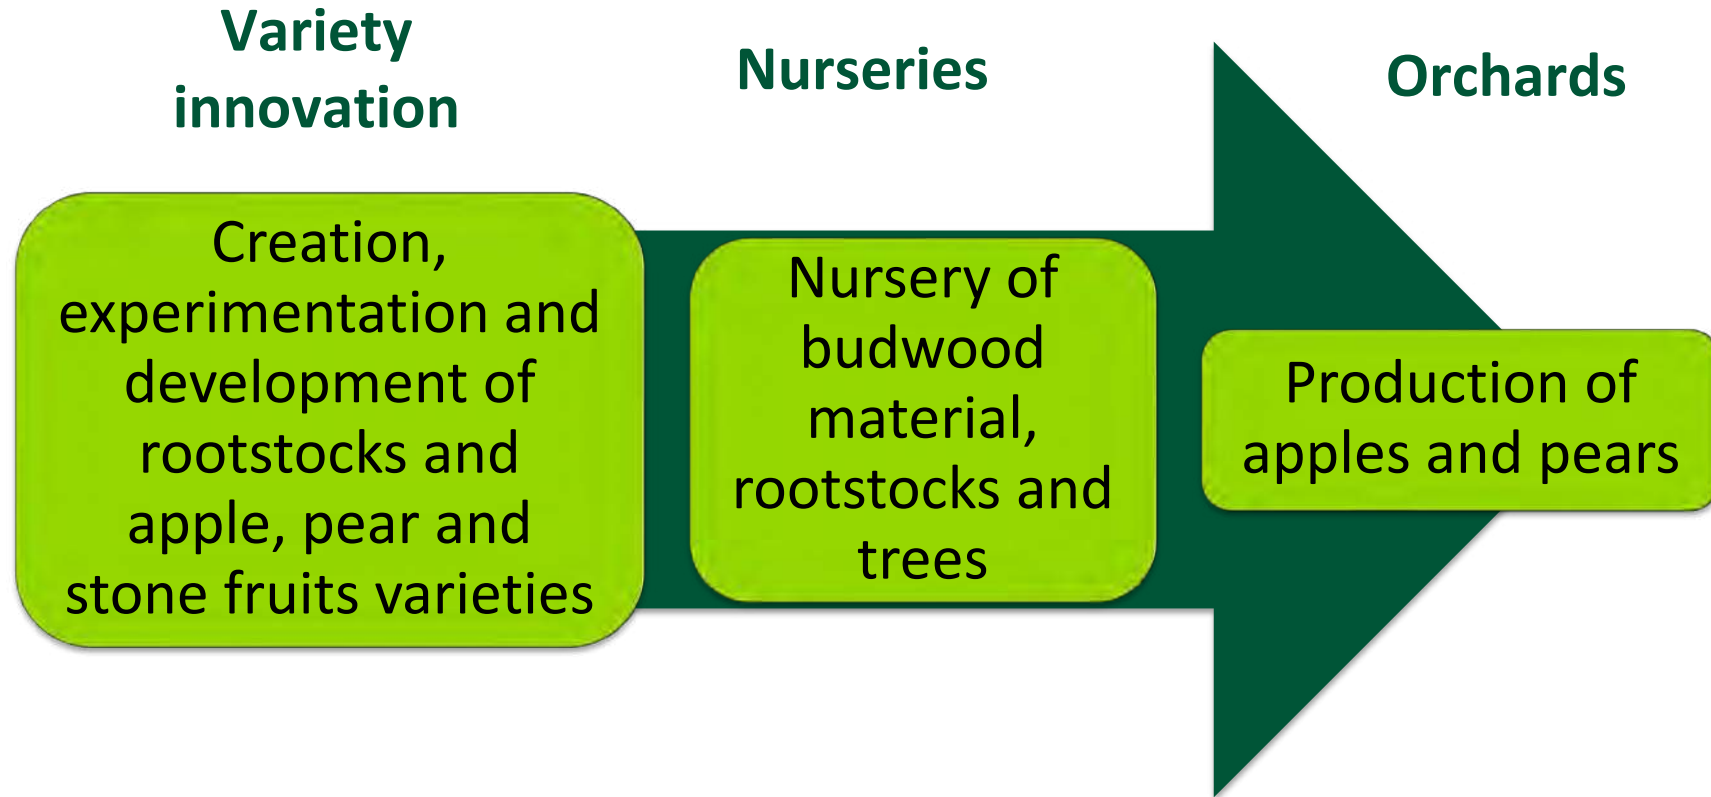 Variety
innovation
Nurseries
Orchards
Creation,
experimentation and
development of
rootstocks and
apple, pear and
stone fruits varieties
Nursery of
budwood
material,
rootstocks and
trees
Production of
apples and pears